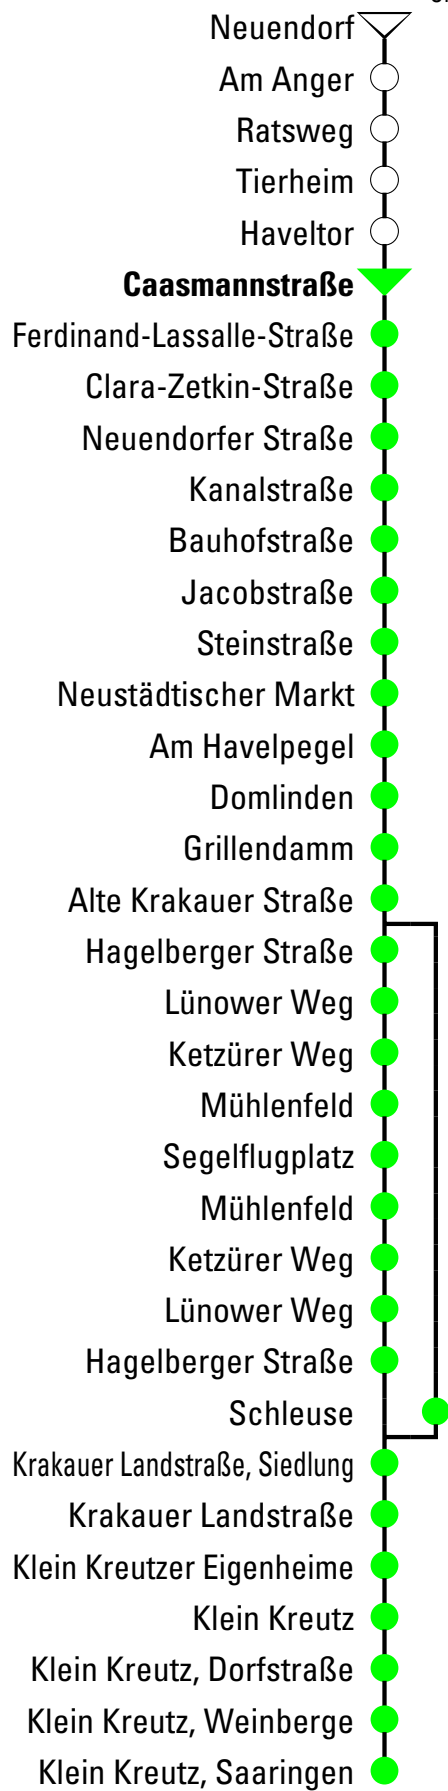 Neuendorf
Am Anger
Ratsweg
Tierheim
Haveltor
Caasmannstraße
Ferdinand-Lassalle-Straße
Clara-Zetkin-Straße
Neuendorfer Straße
Kanalstraße
Bauhofstraße
Jacobstraße
Steinstraße
Neustädtischer Markt
Am Havelpegel
Domlinden
Grillendamm
Alte Krakauer Straße
Hagelberger Straße
Lünower Weg
Ketzürer Weg
Mühlenfeld
Segelflugplatz
Mühlenfeld
Ketzürer Weg
Lünower Weg
Hagelberger Straße
Schleuse
Krakauer Landstraße, Siedlung
Krakauer Landstraße
Klein Kreutzer Eigenheime
Klein Kreutz
Klein Kreutz, Dorfstraße
Klein Kreutz, Weinberge
Klein Kreutz, Saaringen